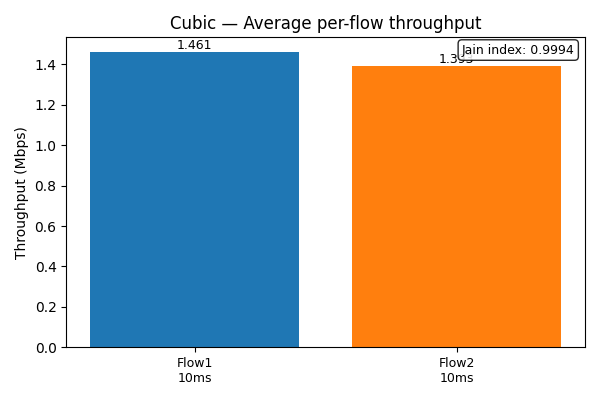 Cubic — Average per-flow throughput
1.461
Jain index: 0.9994
1.4
1.2
1.0
0.8
0.6
0.4
0.2
0.0
Throughput (Mbps)
Flow1
10ms
Flow2
10ms